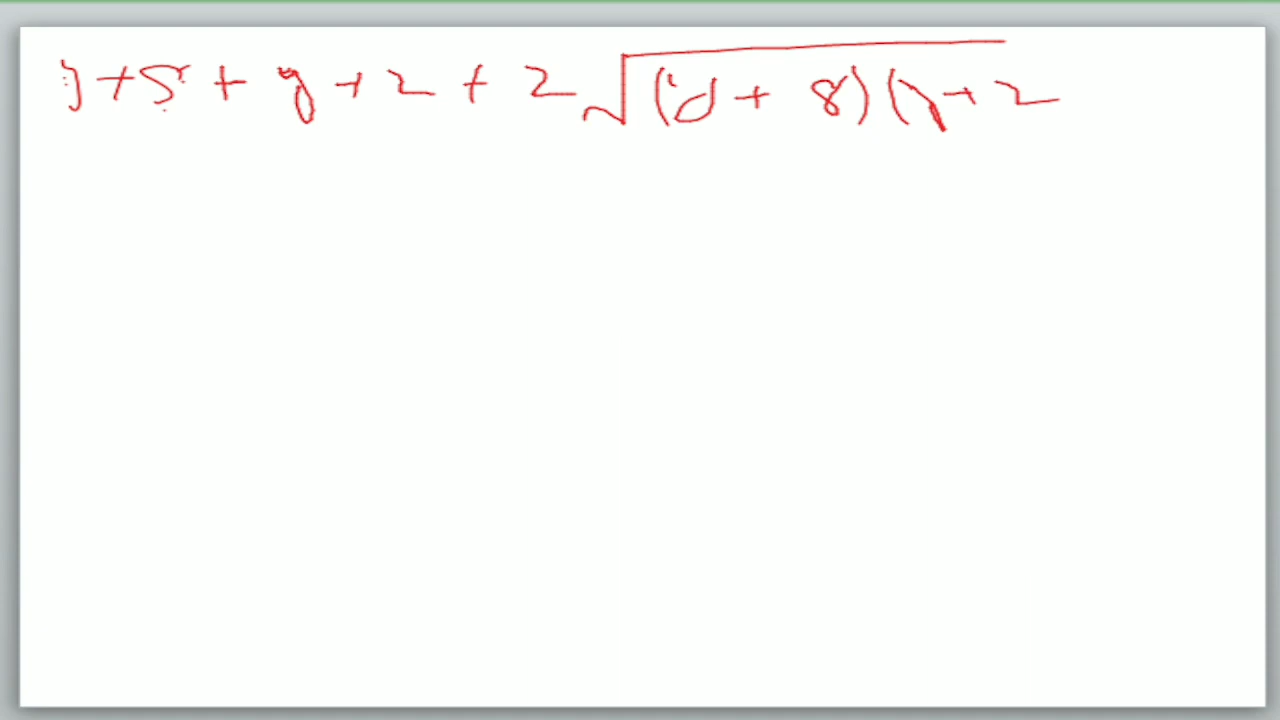 y + 5 + y + 2 + 2 √(y + 8)(y + 2